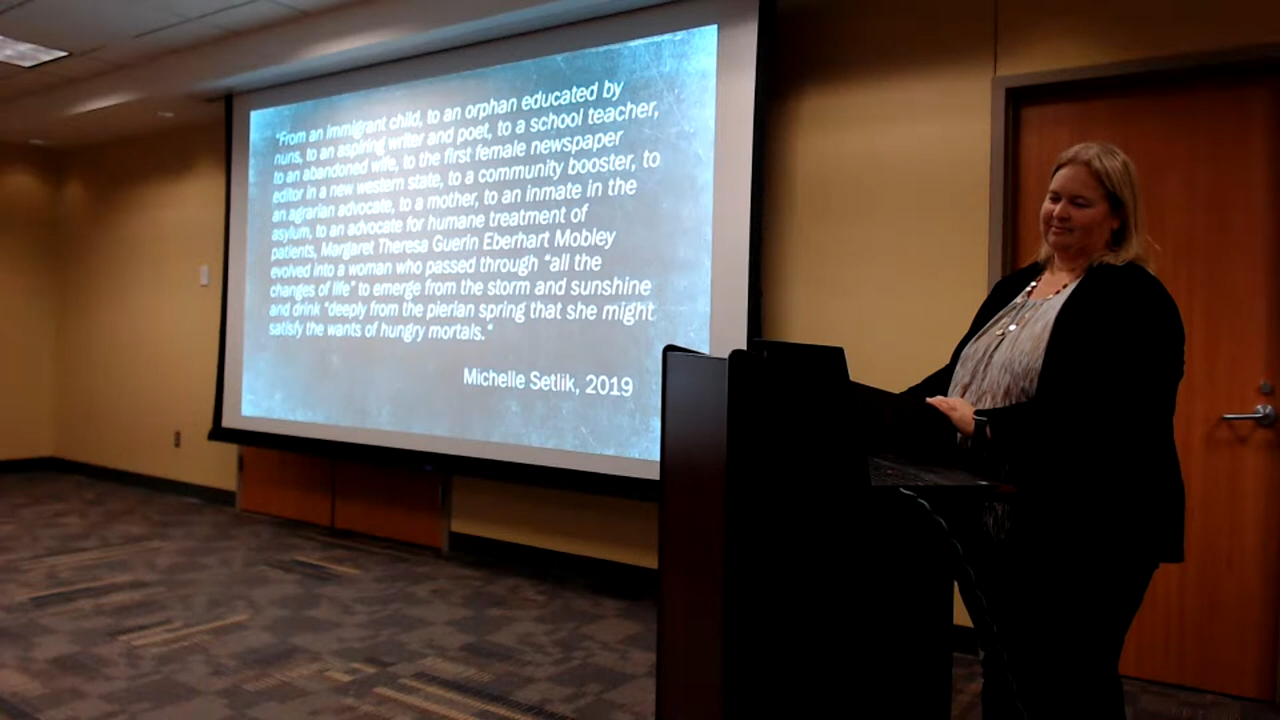 "From an immigrant child, to an orphan educated by
nuns, to an aspiring writer and poet, to a school teacher,
to an abandoned wife, to the first female newspaper
editor in a new western state, to a community booster, to
an agrarian advocate, to a mother, to an inmate in the
asylum, to an advocate for humane treatment of
patients, Margaret Theresa Guerin Eberhart Mobley
evolved into a woman who passed through "all the
changes of life" to emerge from the storm and sunshine
and drink "deeply from the pierian spring that she might
satisfy the wants of hungry mortals."
Michelle Setlik, 2019